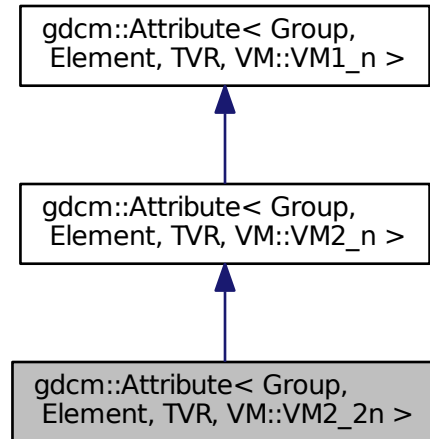 gdcm::Attribute< Group,
Element, TVR, VM::VM1_n >
gdcm::Attribute< Group,
Element, TVR, VM::VM2_n >
gdcm::Attribute< Group,
Element, TVR, VM::VM2_2n >